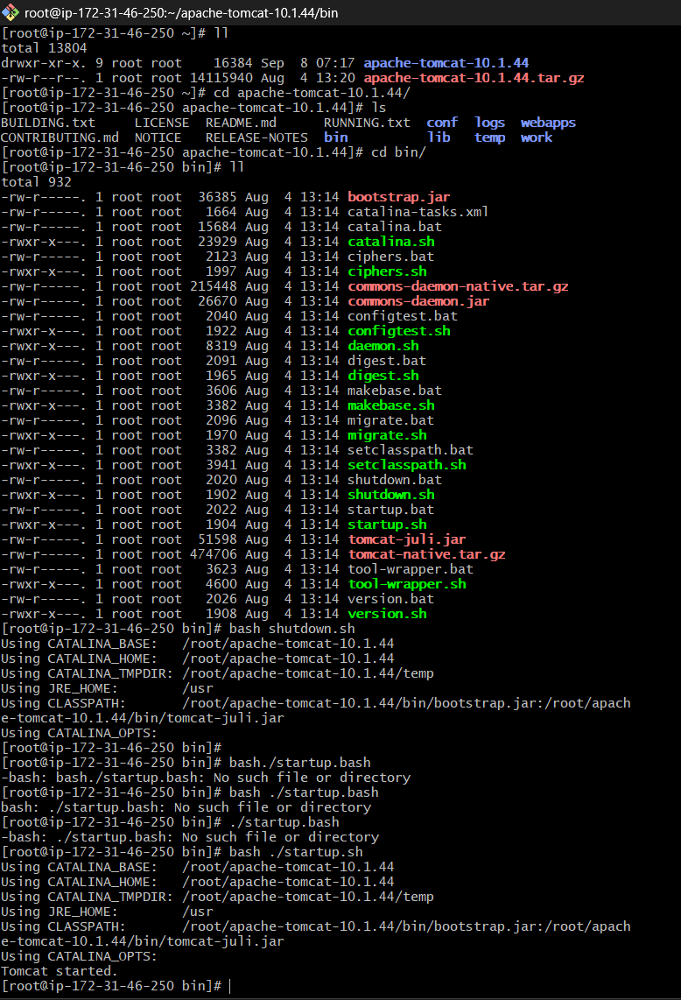 root@ip-172-31-46-250:~/apache-tomcat-10.1.44/bin
[root@ip-172-31-46-250 ~]# ll
total 13804
drwxr-xr-x. 9 root root    16384 Sep  8 07:17 apache-tomcat-10.1.44
-rw-r--r--. 1 root root 14115940 Aug  4 13:20 apache-tomcat-10.1.44.tar.gz
[root@ip-172-31-46-250 ~]# cd apache-tomcat-10.1.44/
[root@ip-172-31-46-250 apache-tomcat-10.1.44]# ls
BUILDING.txt     LICENSE  README.md      RUNNING.txt  conf  logs  webapps
CONTRIBUTING.md  NOTICE   RELEASE-NOTES  bin          lib   temp  work
[root@ip-172-31-46-250 apache-tomcat-10.1.44]# cd bin/
[root@ip-172-31-46-250 bin]# ll
total 932
-rw-r-----. 1 root root  36385 Aug  4 13:14 bootstrap.jar
-rw-r-----. 1 root root   1664 Aug  4 13:14 catalina-tasks.xml
-rw-r-----. 1 root root  15684 Aug  4 13:14 catalina.bat
-rwxr-x---. 1 root root  23929 Aug  4 13:14 catalina.sh
-rw-r-----. 1 root root   2123 Aug  4 13:14 ciphers.bat
-rwxr-x---. 1 root root   1997 Aug  4 13:14 ciphers.sh
-rw-r-----. 1 root root 215448 Aug  4 13:14 commons-daemon-native.tar.gz
-rw-r-----. 1 root root  26670 Aug  4 13:14 commons-daemon.jar
-rw-r-----. 1 root root   2040 Aug  4 13:14 configtest.bat
-rwxr-x---. 1 root root   1922 Aug  4 13:14 configtest.sh
-rwxr-x---. 1 root root   8319 Aug  4 13:14 daemon.sh
-rw-r-----. 1 root root   2091 Aug  4 13:14 digest.bat
-rwxr-x---. 1 root root   1965 Aug  4 13:14 digest.sh
-rw-r-----. 1 root root   3606 Aug  4 13:14 makebase.bat
-rwxr-x---. 1 root root   3382 Aug  4 13:14 makebase.sh
-rw-r-----. 1 root root   2096 Aug  4 13:14 migrate.bat
-rwxr-x---. 1 root root   1970 Aug  4 13:14 migrate.sh
-rw-r-----. 1 root root   3382 Aug  4 13:14 setclasspath.bat
-rwxr-x---. 1 root root   3941 Aug  4 13:14 setclasspath.sh
-rw-r-----. 1 root root   2020 Aug  4 13:14 shutdown.bat
-rwxr-x---. 1 root root   1902 Aug  4 13:14 shutdown.sh
-rw-r-----. 1 root root   2022 Aug  4 13:14 startup.bat
-rwxr-x---. 1 root root   1904 Aug  4 13:14 startup.sh
-rw-r-----. 1 root root  51598 Aug  4 13:14 tomcat-juli.jar
-rw-r-----. 1 root root 474706 Aug  4 13:14 tomcat-native.tar.gz
-rw-r-----. 1 root root   3623 Aug  4 13:14 tool-wrapper.bat
-rwxr-x---. 1 root root   4600 Aug  4 13:14 tool-wrapper.sh
-rw-r-----. 1 root root   2026 Aug  4 13:14 version.bat
-rwxr-x---. 1 root root   1908 Aug  4 13:14 version.sh
[root@ip-172-31-46-250 bin]# bash shutdown.sh
Using CATALINA_BASE:   /root/apache-tomcat-10.1.44
Using CATALINA_HOME:   /root/apache-tomcat-10.1.44
Using CATALINA_TMPDIR: /root/apache-tomcat-10.1.44/temp
Using JRE_HOME:        /usr
Using CLASSPATH:       /root/apache-tomcat-10.1.44/bin/bootstrap.jar:/root/apach
e-tomcat-10.1.44/bin/tomcat-juli.jar
Using CATALINA_OPTS:
[root@ip-172-31-46-250 bin]#
[root@ip-172-31-46-250 bin]# bash./startup.bash
-bash: bash./startup.bash: No such file or directory
[root@ip-172-31-46-250 bin]# bash ./startup.bash
bash: ./startup.bash: No such file or directory
[root@ip-172-31-46-250 bin]# ./startup.bash
-bash: ./startup.bash: No such file or directory
[root@ip-172-31-46-250 bin]# bash ./startup.sh
Using CATALINA_BASE:   /root/apache-tomcat-10.1.44
Using CATALINA_HOME:   /root/apache-tomcat-10.1.44
Using CATALINA_TMPDIR: /root/apache-tomcat-10.1.44/temp
Using JRE_HOME:        /usr
Using CLASSPATH:       /root/apache-tomcat-10.1.44/bin/bootstrap.jar:/root/apach
e-tomcat-10.1.44/bin/tomcat-juli.jar
Using CATALINA_OPTS:
Tomcat started.
[root@ip-172-31-46-250 bin]#